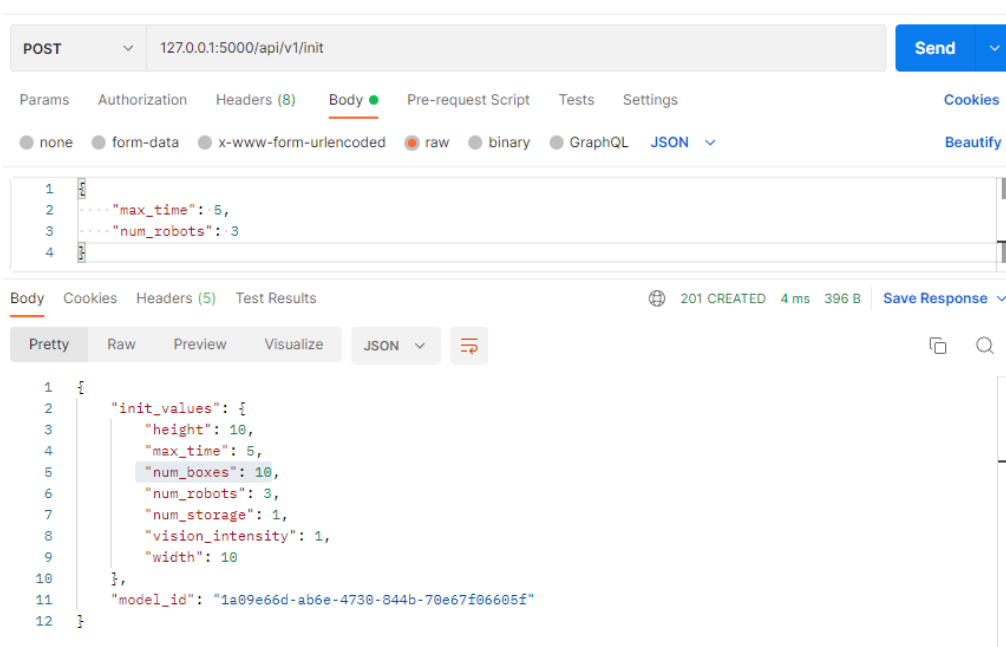 POST 127.0.0.1:5000/api/v1/init Send
Params Authorization Headers (8) Body Pre-request Script Tests Settings Cookies
none form-data x-www-form-urlencoded raw binary GraphQL JSON Beautify
1 {
2 ····"max_time":·5,
3 ····"num_robots":·3
4 }
Body Cookies Headers (5) Test Results 201 CREATED 4 ms 396 B Save Response
Pretty Raw Preview Visualize JSON
1 {
2 "init_values": {
3 "height": 10,
4 "max_time": 5,
5 "num_boxes": 10,
6 "num_robots": 3,
7 "num_storage": 1,
8 "vision_intensity": 1,
9 "width": 10
10 },
11 "model_id": "1a09e66d-ab6e-4730-844b-70e67f06605f"
12 }